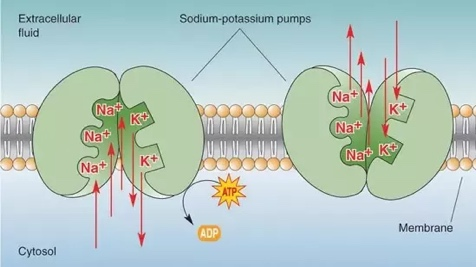 Extracellular
fluid
Sodium-potassium pumps
Na+
K+
Na+
Na+
K+
Na+
K+
Na+
Na+
K+
ATP
ADP
Membrane
Cytosol